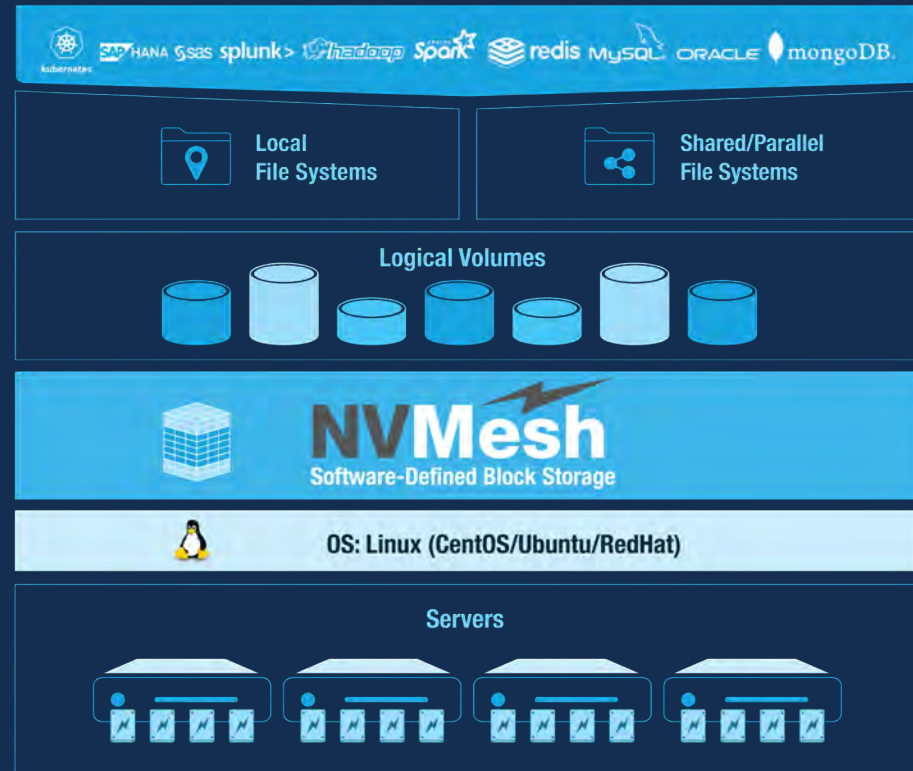 kubernetes SAP HANA sas splunk> hadoop APACHE Spark redis MySQL ORACLE mongoDB.
Local
File Systems
Shared/Parallel
File Systems
Logical Volumes
NVMesh
Software-Defined Block Storage
OS: Linux (CentOS/Ubuntu/RedHat)
Servers